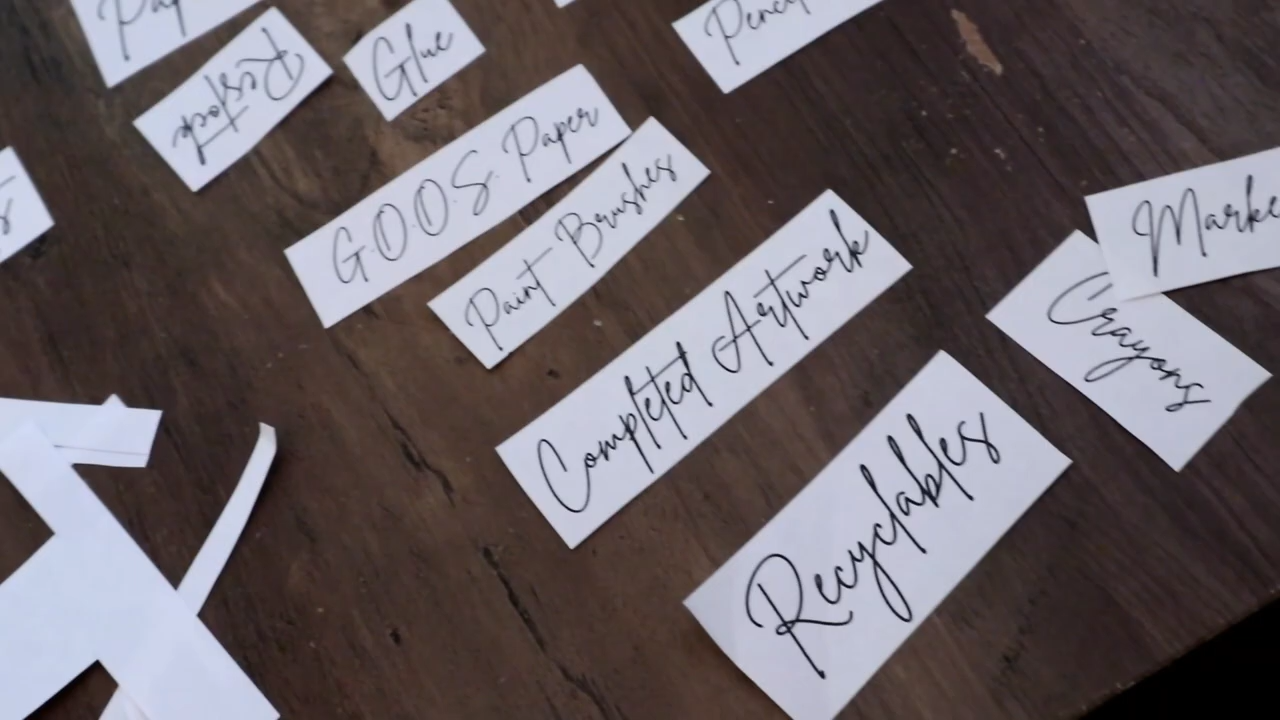 Restock
Glue
G.O.O.S. Paper
Paint Brushes
Completed Artwork
Recyclables
Crayons